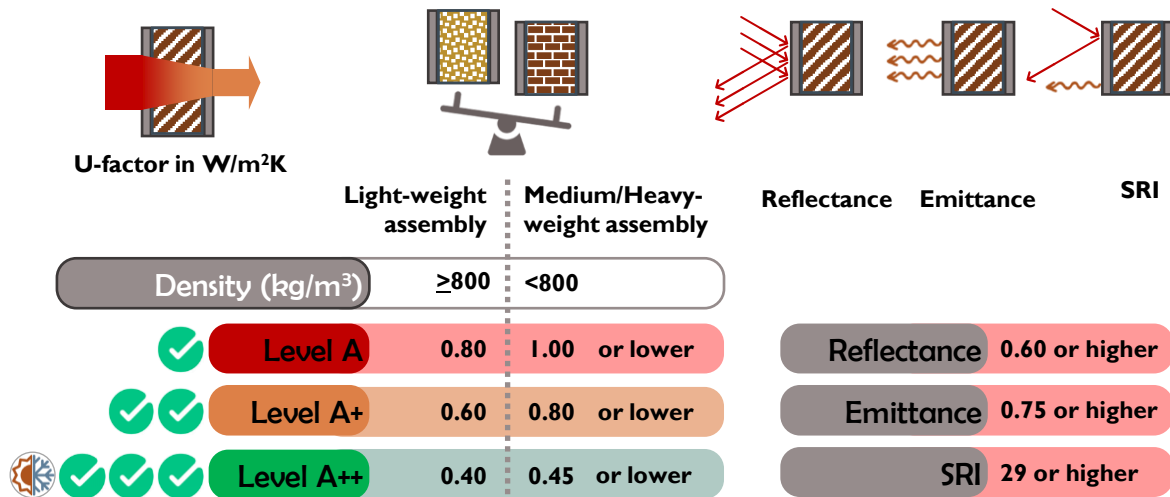 U-factor in W/m²K
Light-weight assembly
Medium/Heavy-weight assembly
Reflectance
Emittance
SRI
Density (kg/m³) ≥800 <800
Level A 0.80 1.00 or lower
Level A+ 0.60 0.80 or lower
Level A++ 0.40 0.45 or lower
Reflectance 0.60 or higher
Emittance 0.75 or higher
SRI 29 or higher